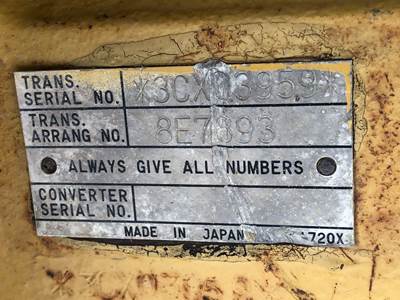 TRANS.
SERIAL NO.
TRANS.
ARRANG NO. 8E7893
ALWAYS GIVE ALL NUMBERS
CONVERTER
SERIAL NO.
MADE IN JAPAN